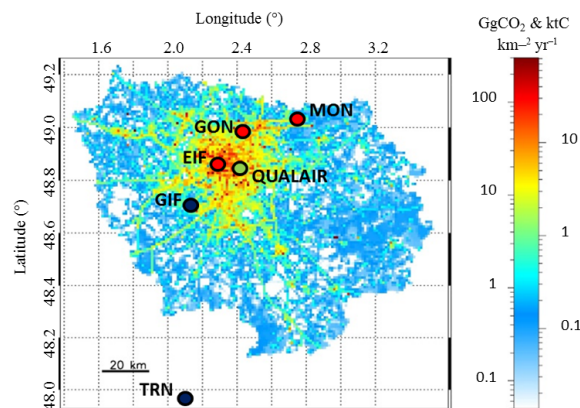 Longitude (°)
GgCO₂ & ktC
km⁻² yr⁻¹
1.6 2.0 2.4 2.8 3.2
49.2
49.0
48.8
48.6
48.4
48.2
48.0
Latitude (°)
MON
GON
EIF
QUALAIR
GIF
20 km
TRN
100
10
10
1
1
0.1
0.1